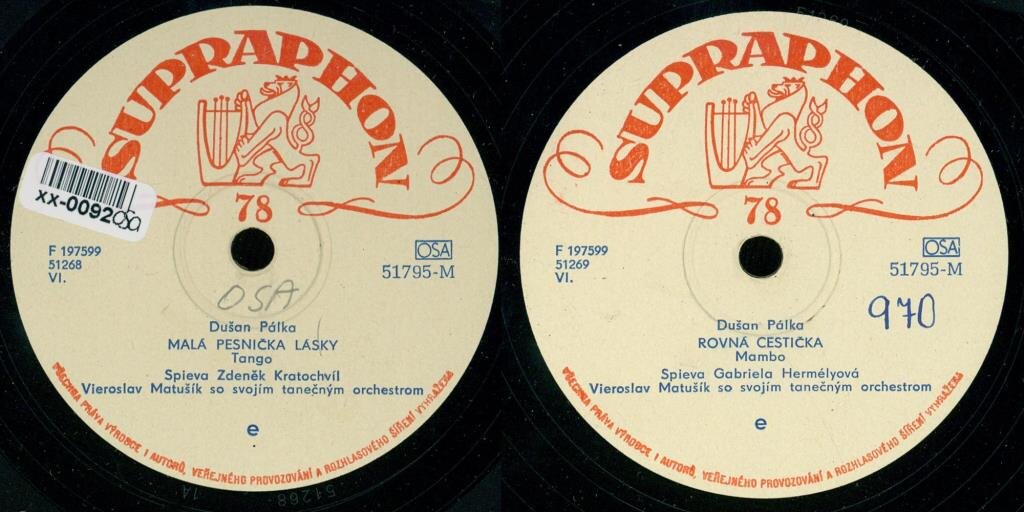 SUPRAPHON
78
xx-0092
OSA
F 197599
51268
VI.
OSA
51795-M
OSA
Dušan Pálka
MALÁ PESNIČKA LÁSKY
Tango
Spieva Zdeněk Kratochvíl
Vieroslav Matušík so svojím tanečným orchestrom
e
VŠECHNA PRÁVA VÝROBCE I AUTORŮ, VEŘEJNÉHO PROVOZOVÁNÍ A ROZHLASOVÉHO ŠÍŘENÍ VYHRAŽENA
51268
SUPRAPHON
78
F 197599
51269
VI.
OSA
51795-M
970
Dušan Pálka
ROVNÁ CESTIČKA
Mambo
Spieva Gabriela Hermélyová
Vieroslav Matušík so svojím tanečným orchestrom
e
VŠECHNA PRÁVA VÝROBCE I AUTORŮ, VEŘEJNÉHO PROVOZOVÁNÍ A ROZHLASOVÉHO ŠÍŘENÍ VYHRAŽENA